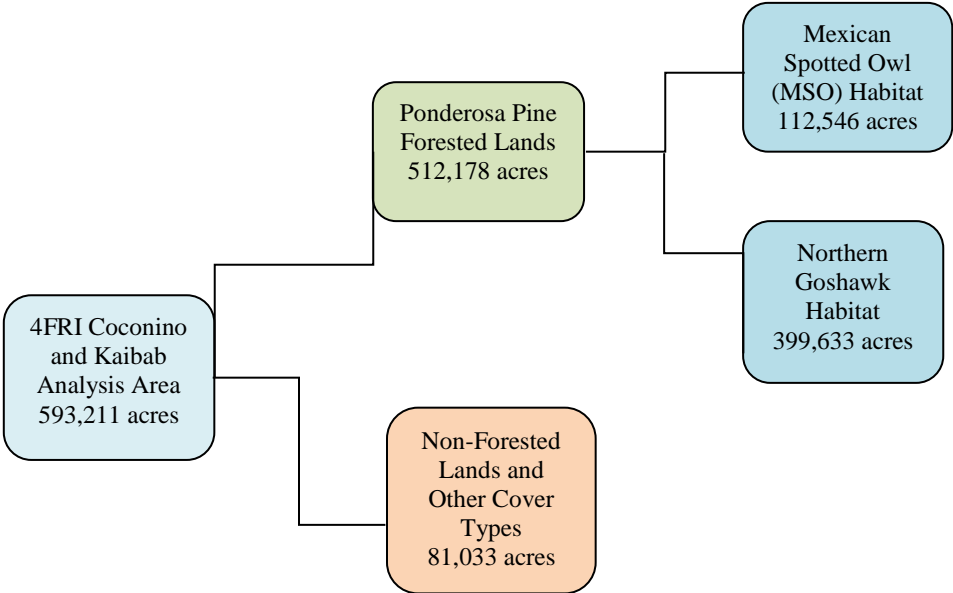 4FRI Coconino
and Kaibab
Analysis Area
593,211 acres
Ponderosa Pine
Forested Lands
512,178 acres
Mexican
Spotted Owl
(MSO) Habitat
112,546 acres
Northern
Goshawk
Habitat
399,633 acres
Non-Forested
Lands and
Other Cover
Types
81,033 acres